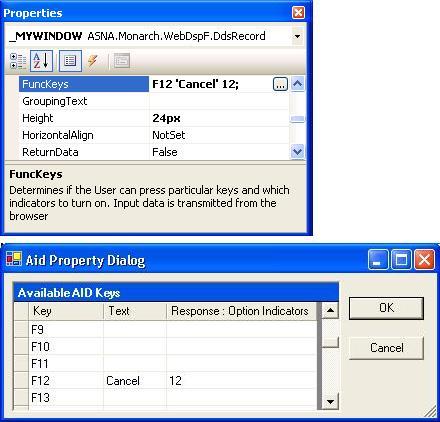 Properties
_MYWINDOW ASNA.Monarch.WebDspF.DdsRecord
FuncKeys F12 'Cancel' 12; ...
GroupingText
Height 24px
HorizontalAlign NotSet
ReturnData False
FuncKeys
Determines if the User can press particular keys and which
indicators to turn on. Input data is transmitted from the
browser
Aid Property Dialog
Available AID Keys
Key Text Response : Option Indicators
F9
F10
F11
F12 Cancel 12
F13
OK
Cancel